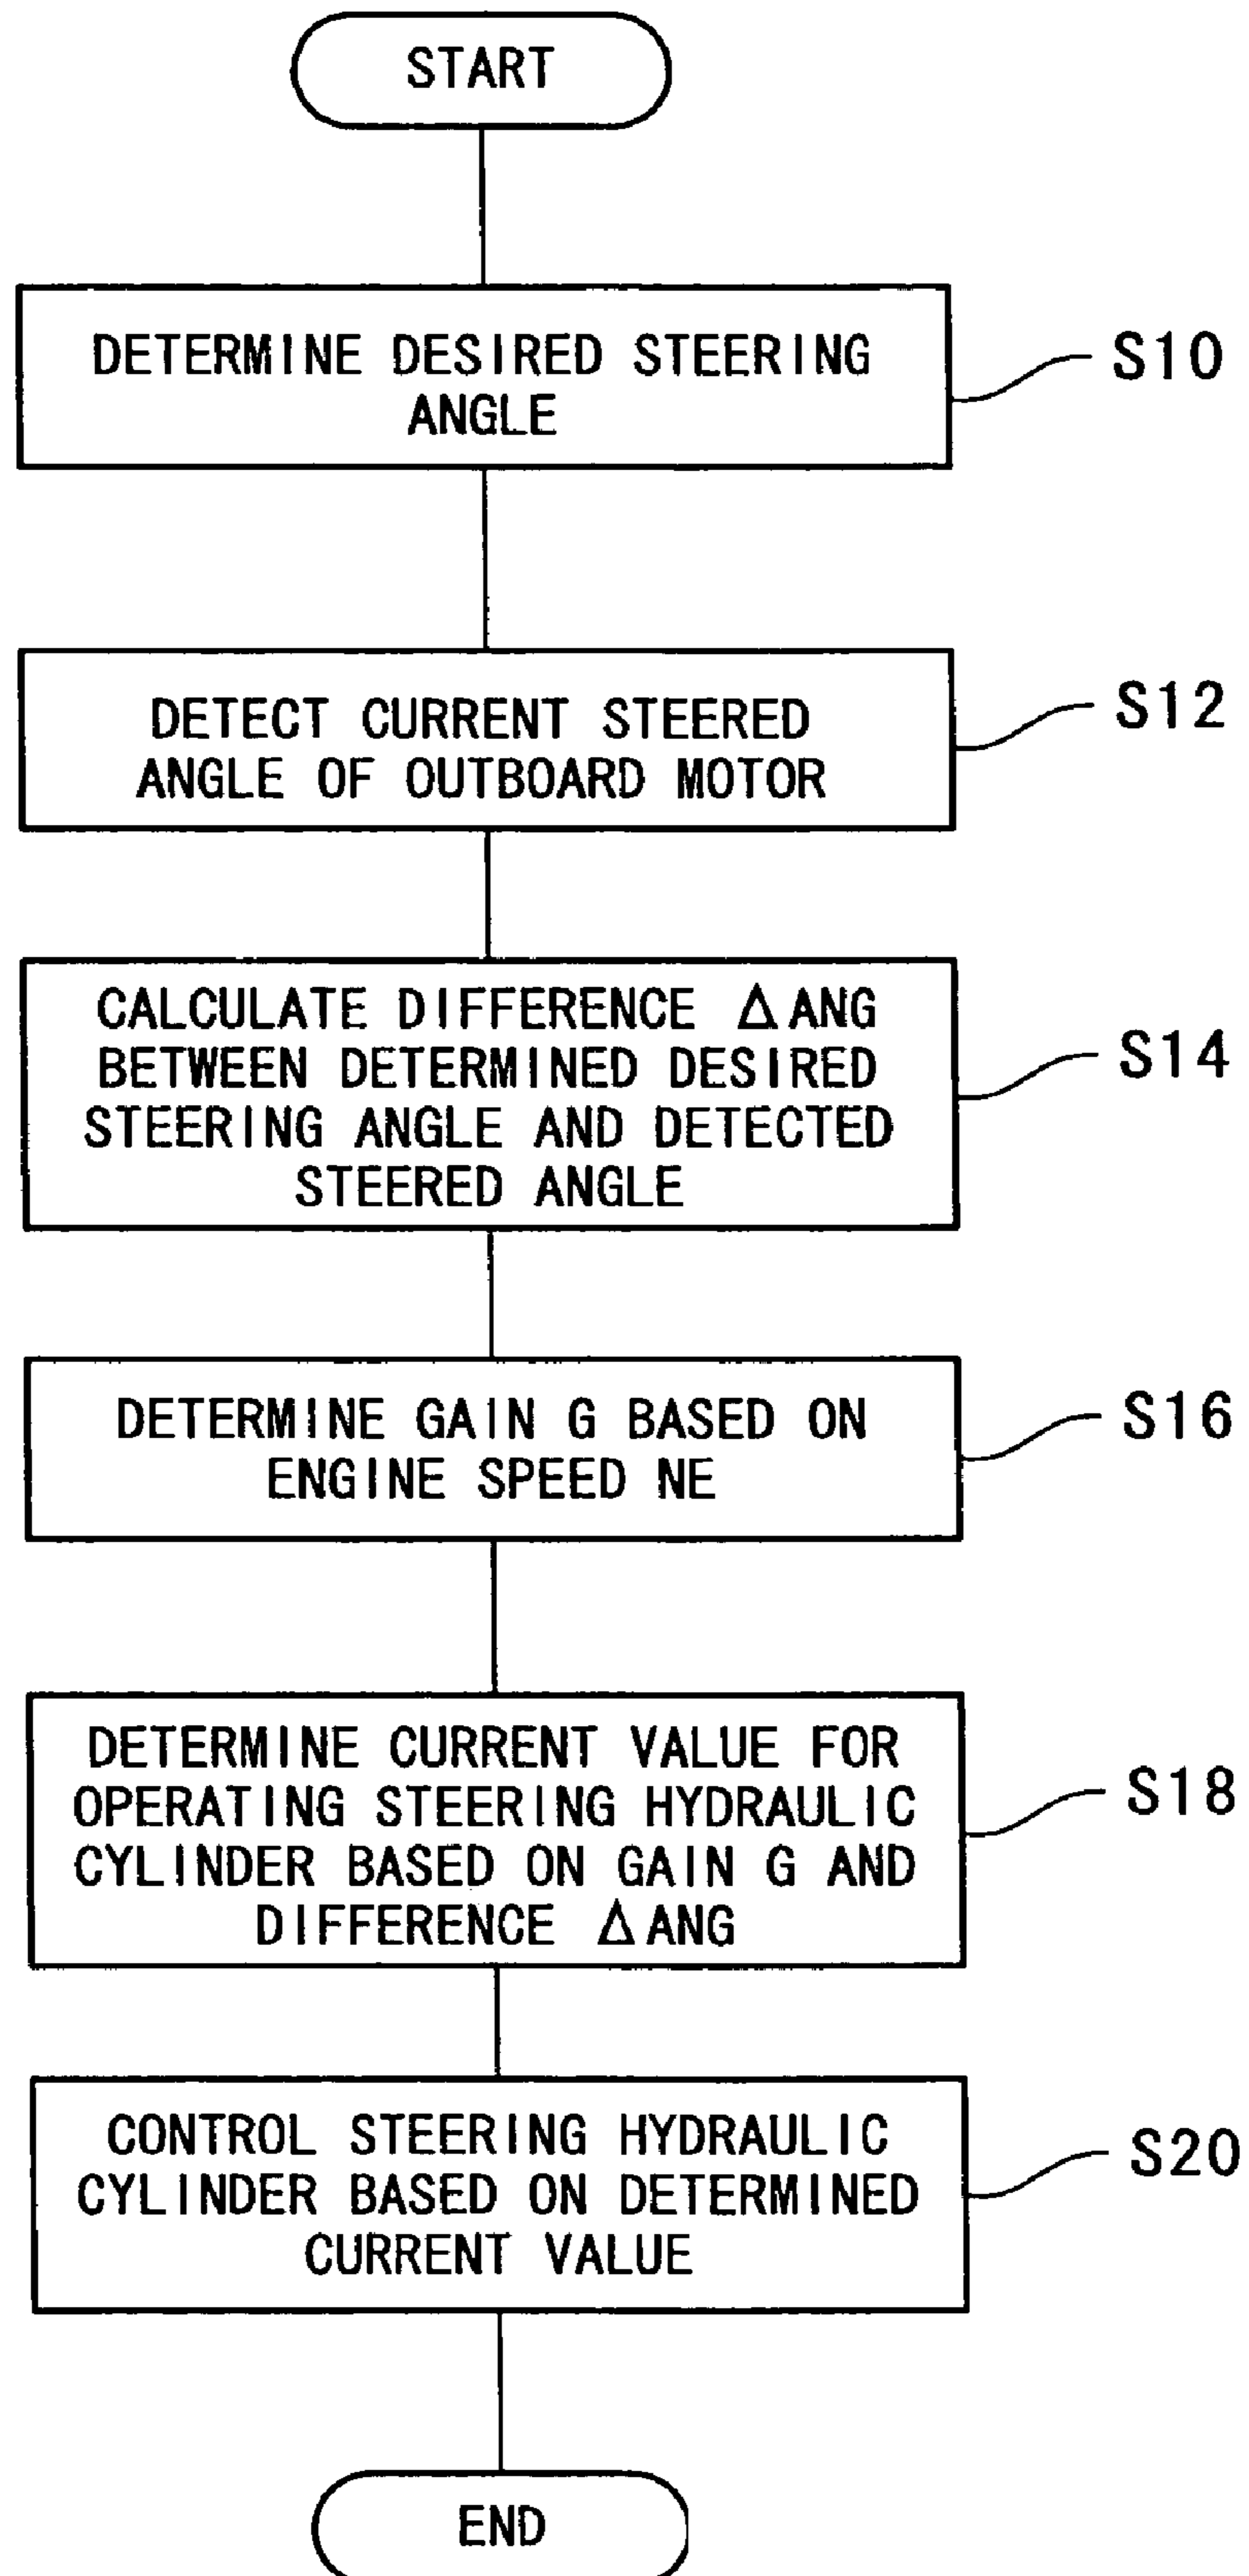 START
DETERMINE DESIRED STEERING
ANGLE
S10
DETECT CURRENT STEERED
ANGLE OF OUTBOARD MOTOR
S12
CALCULATE DIFFERENCE ΔANG
BETWEEN DETERMINED DESIRED
STEERING ANGLE AND DETECTED
STEERED ANGLE
S14
DETERMINE GAIN G BASED ON
ENGINE SPEED NE
S16
DETERMINE CURRENT VALUE FOR
OPERATING STEERING HYDRAULIC
CYLINDER BASED ON GAIN G AND
DIFFERENCE ΔANG
S18
CONTROL STEERING HYDRAULIC
CYLINDER BASED ON DETERMINED
CURRENT VALUE
S20
END